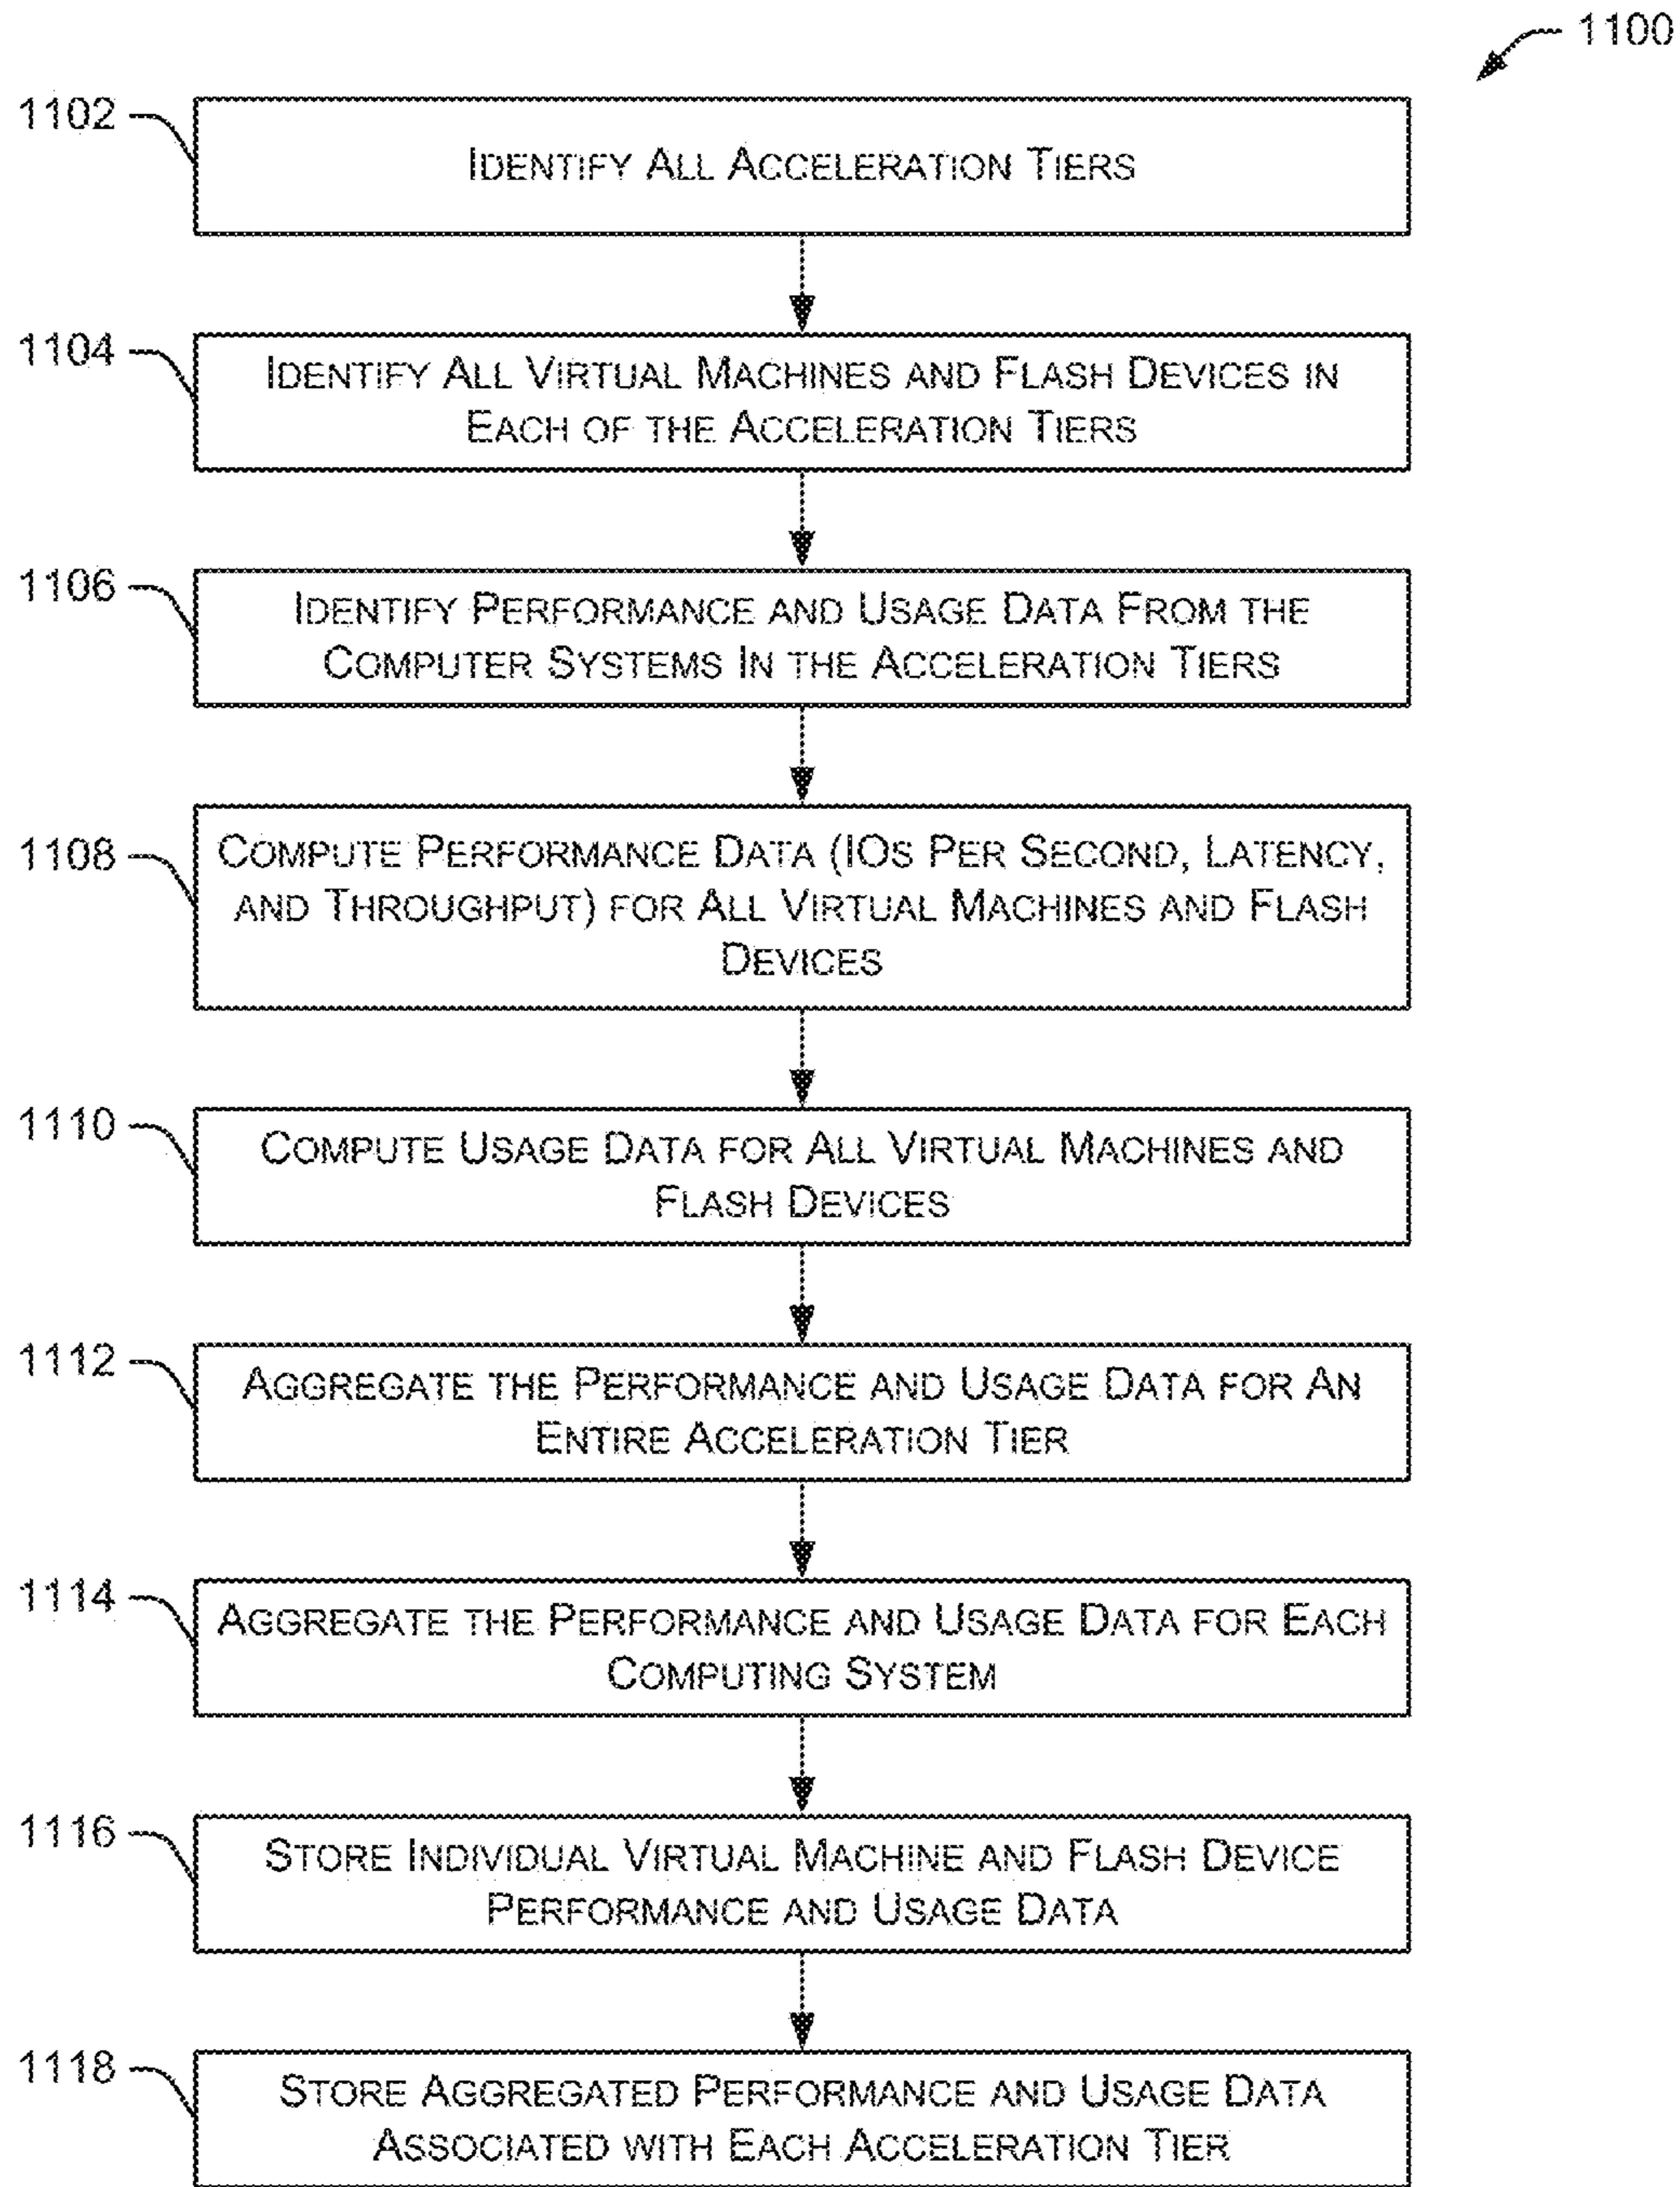 1100
1102
IDENTIFY ALL ACCELERATION TIERS
1104
IDENTIFY ALL VIRTUAL MACHINES AND FLASH DEVICES IN
EACH OF THE ACCELERATION TIERS
1106
IDENTIFY PERFORMANCE AND USAGE DATA FROM THE
COMPUTER SYSTEMS IN THE ACCELERATION TIERS
1108
COMPUTE PERFORMANCE DATA (IOS PER SECOND, LATENCY,
AND THROUGHPUT) FOR ALL VIRTUAL MACHINES AND FLASH
DEVICES
1110
COMPUTE USAGE DATA FOR ALL VIRTUAL MACHINES AND
FLASH DEVICES
1112
AGGREGATE THE PERFORMANCE AND USAGE DATA FOR AN
ENTIRE ACCELERATION TIER
1114
AGGREGATE THE PERFORMANCE AND USAGE DATA FOR EACH
COMPUTING SYSTEM
1116
STORE INDIVIDUAL VIRTUAL MACHINE AND FLASH DEVICE
PERFORMANCE AND USAGE DATA
1118
STORE AGGREGATED PERFORMANCE AND USAGE DATA
ASSOCIATED WITH EACH ACCELERATION TIER